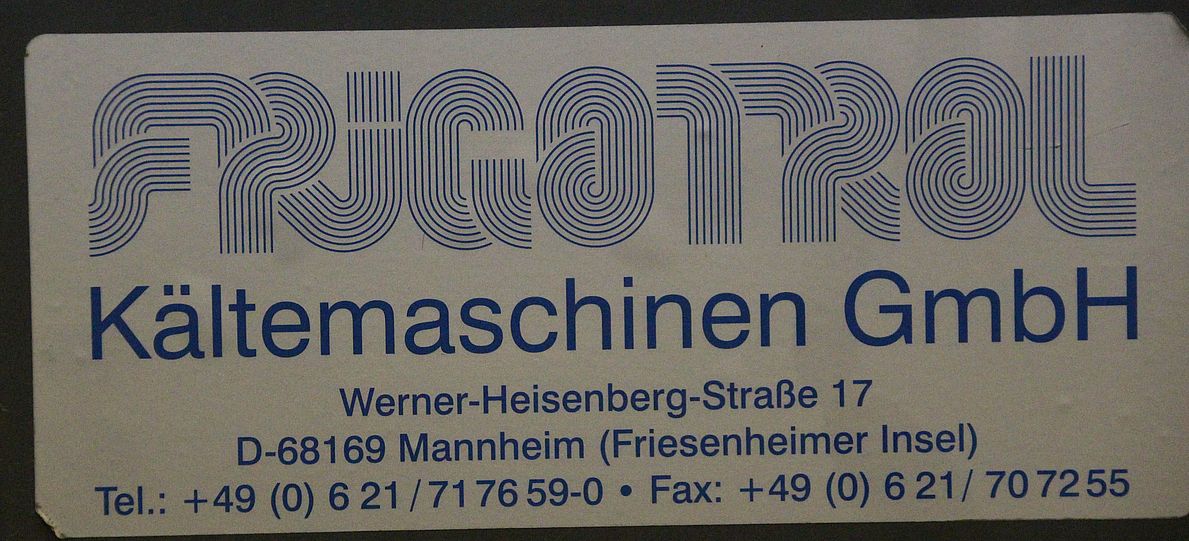 FRIGOTROL
Kältemaschinen GmbH
Werner-Heisenberg-Straße 17
D-68169 Mannheim (Friesenheimer Insel)
Tel.: +49 (0) 6 21 / 71 76 59-0 • Fax: +49 (0) 6 21 / 70 72 55